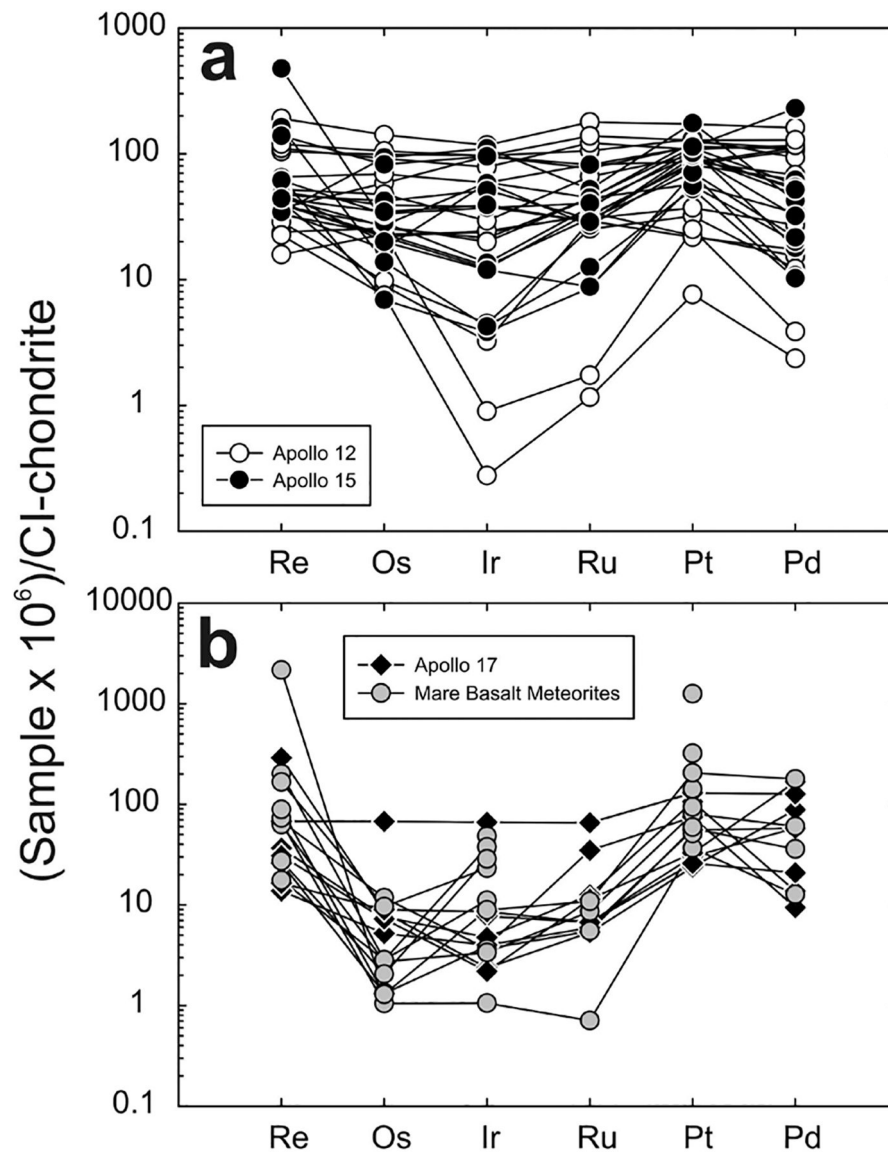 (Sample x 10⁶)/CI-chondrite
a
1000
100
10
1
0.1
Apollo 12
Apollo 15
Re Os Ir Ru Pt Pd
b
10000
1000
100
10
1
0.1
Apollo 17
Mare Basalt Meteorites
Re Os Ir Ru Pt Pd